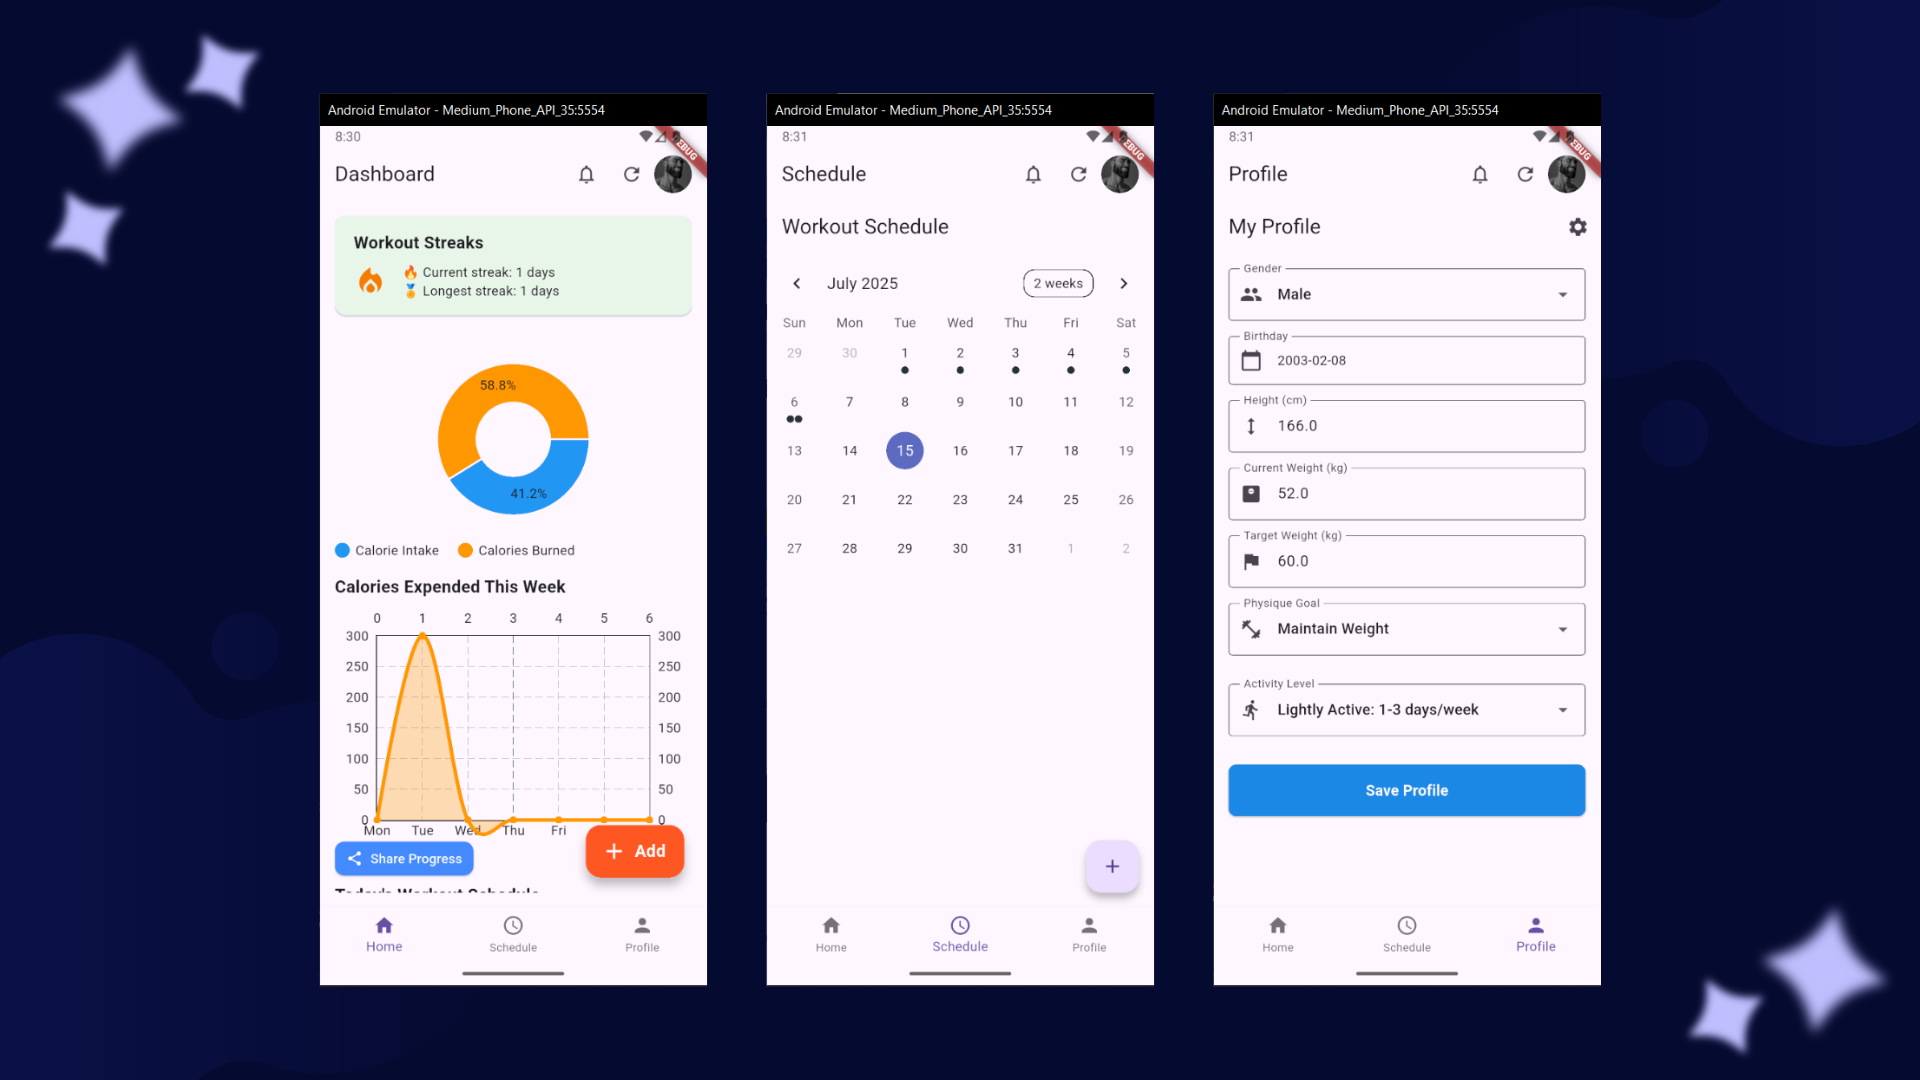 Android Emulator - Medium_Phone_API_35:5554
8:30
Dashboard
Workout Streaks
🔥 Current streak: 1 days
🏅 Longest streak: 1 days
58.8%
41.2%
Calorie Intake
Calories Burned
Calories Expended This Week
0 1 2 3 4 5 6
300 300
250 250
200 200
150 150
100 100
50 50
0 0
Mon Tue Wed Thu Fri
Share Progress
+ Add
Today's Workout Schedule
Home Schedule Profile
Android Emulator - Medium_Phone_API_35:5554
8:31
Schedule
Workout Schedule
July 2025
2 weeks
Sun Mon Tue Wed Thu Fri Sat
29 30 1 2 3 4 5
6 7 8 9 10 11 12
13 14 15 16 17 18 19
20 21 22 23 24 25 26
27 28 29 30 31 1 2
+
Home Schedule Profile
Android Emulator - Medium_Phone_API_35:5554
8:31
Profile
My Profile
Gender
Male
Birthday
2003-02-08
Height (cm)
166.0
Current Weight (kg)
52.0
Target Weight (kg)
60.0
Physique Goal
Maintain Weight
Activity Level
Lightly Active: 1-3 days/week
Save Profile
Home Schedule Profile